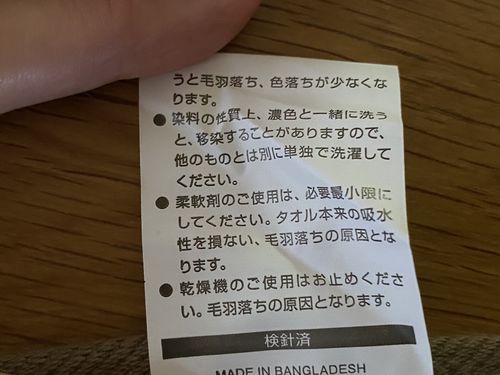 うと毛羽落ち、色落ちが少なくな
ります。
●染料の性質上、濃色と一緒に洗う
と、移染することがありますので、
他のものとは別に単独で洗濯して
ください。
●柔軟剤のご使用は、必要最小限に
してください。タオル本来の吸水
性を損ない、毛羽落ちの原因とな
ります。
●乾燥機のご使用はお止めくださ
い。毛羽落ちの原因となります。
検針済
MADE IN BANGLADESH